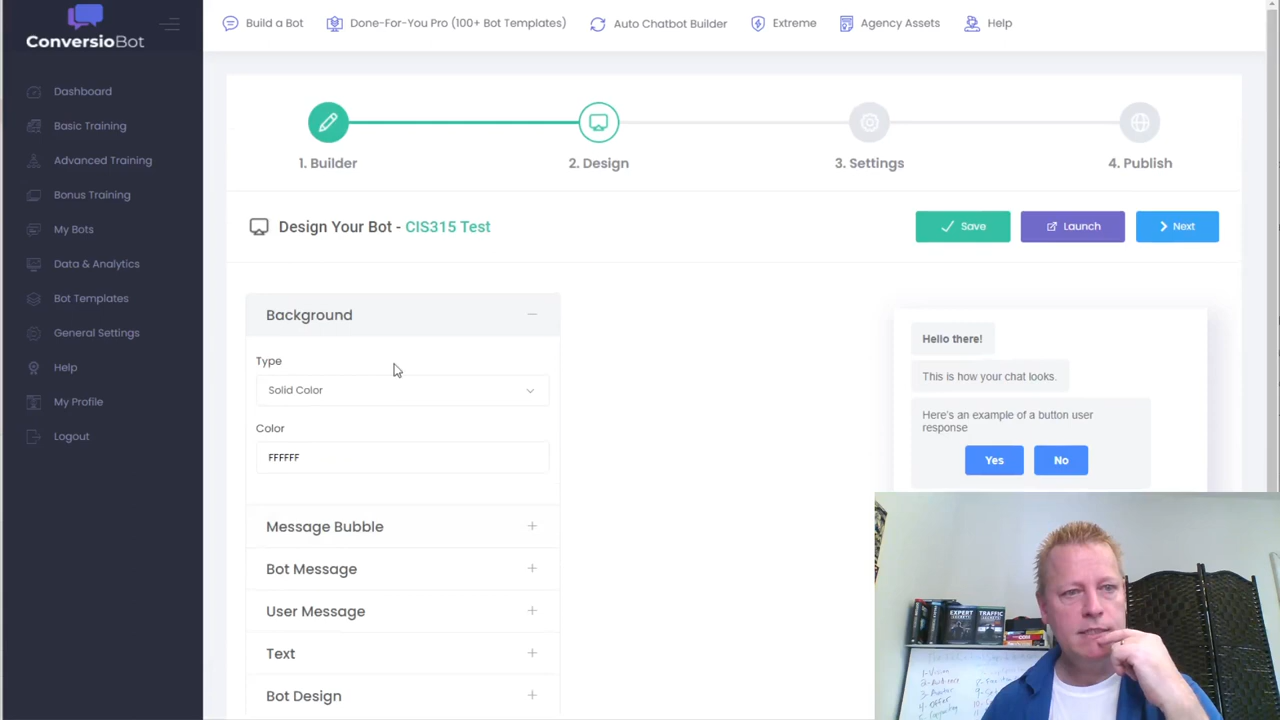 ConversioBot
Build a Bot
Done-For-You Pro (100+ Bot Templates)
Auto Chatbot Builder
Extreme
Agency Assets
Help
Dashboard
Basic Training
Advanced Training
Bonus Training
My Bots
Data & Analytics
Bot Templates
General Settings
Help
My Profile
Logout
1. Builder
2. Design
3. Settings
4. Publish
Design Your Bot - CIS315 Test
Save
Launch
Next
Background
Type
Solid Color
Color
FFFFFF
Message Bubble
Bot Message
User Message
Text
Bot Design
Hello there!
This is how your chat looks.
Here's an example of a button user
response
Yes
No
EXPERT
SECRETS
TRAFFIC
SECRETS